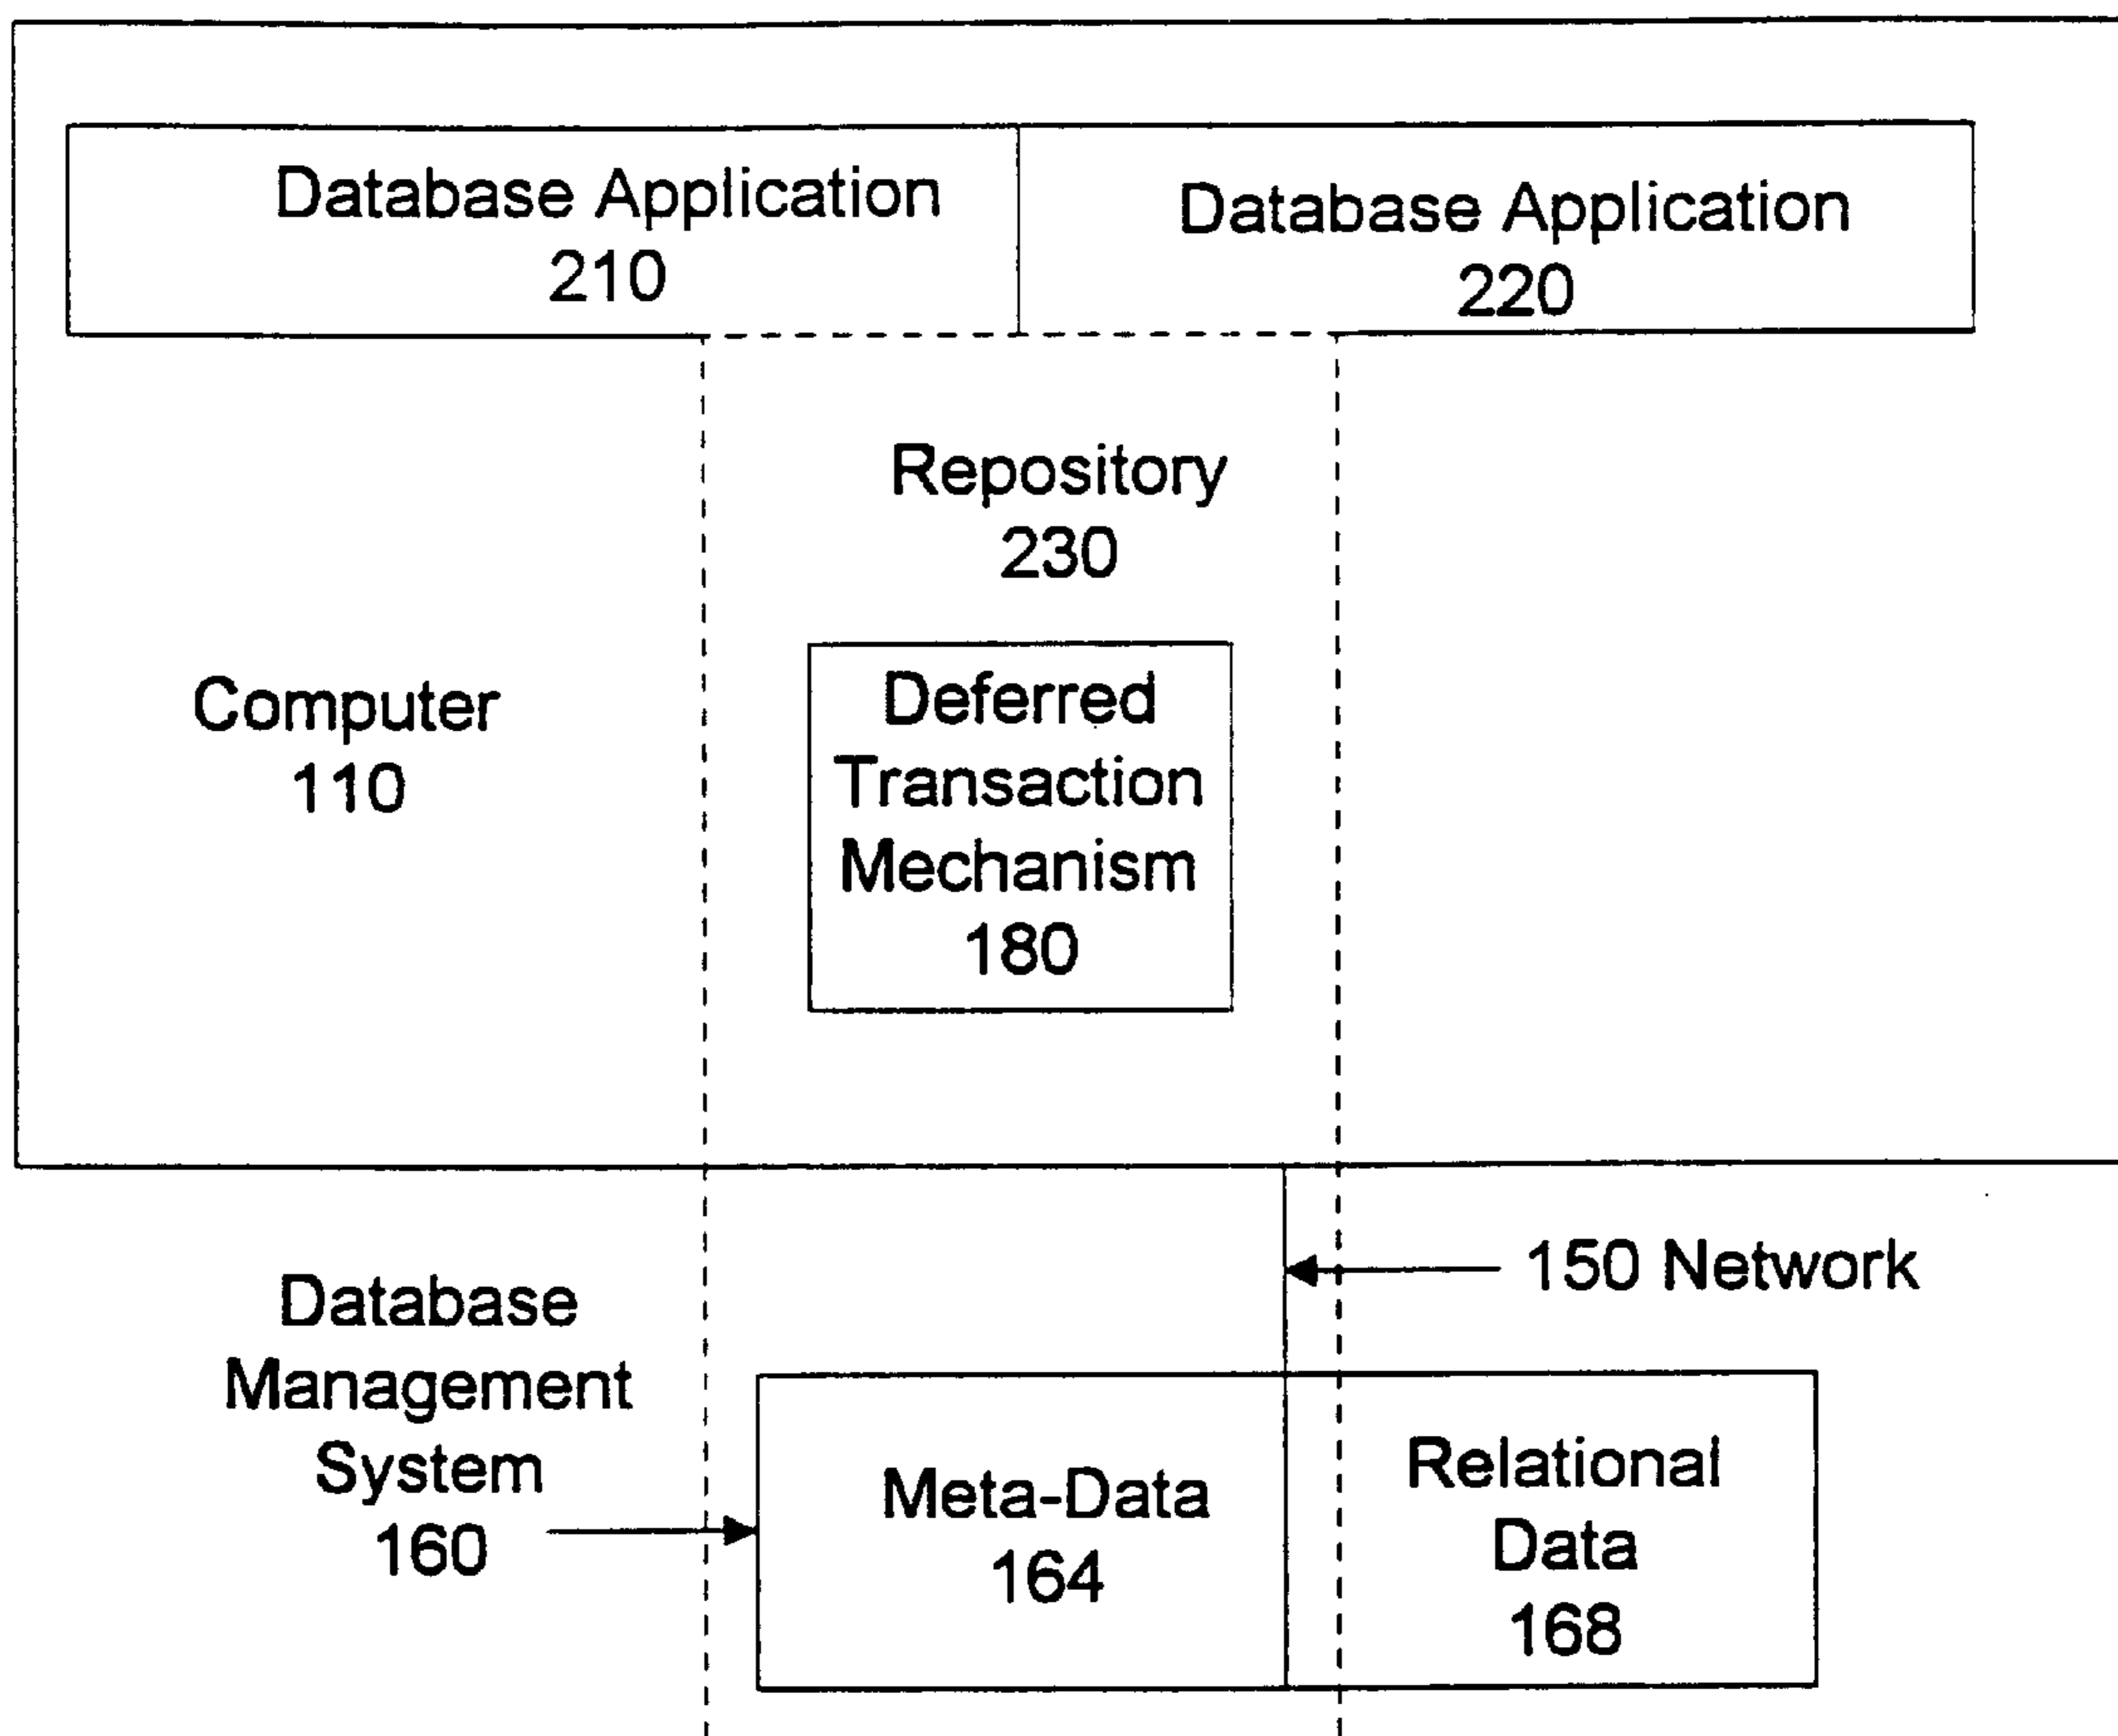 Database Application
210
Database Application
220
Repository
230
Computer
110
Deferred
Transaction
Mechanism
180
150 Network
Database
Management
System
160
Meta-Data
164
Relational
Data
168